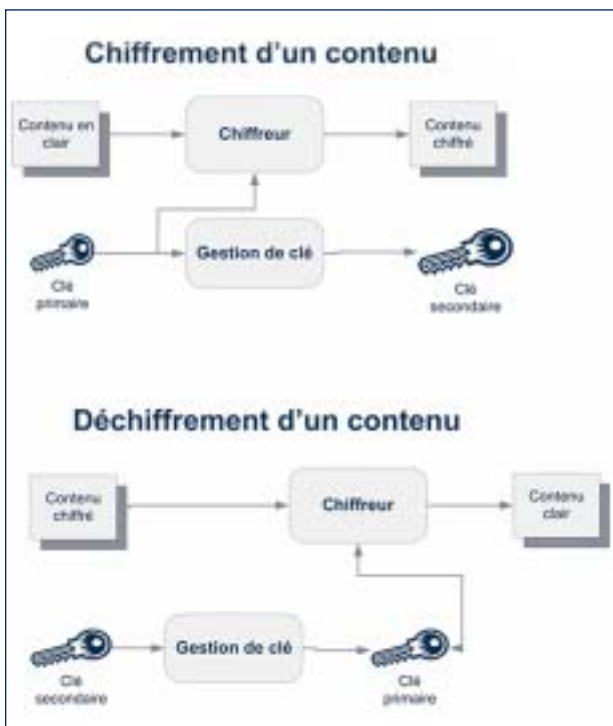 Chiffrement d'un contenu
Contenu en
clair
Chiffreur
Contenu
chiffré
Gestion de clé
Clé
primaire
Clé
secondaire
Déchiffrement d'un contenu
Contenu
chiffré
Chiffreur
Contenu
clair
Gestion de clé
Clé
secondaire
Clé
primaire